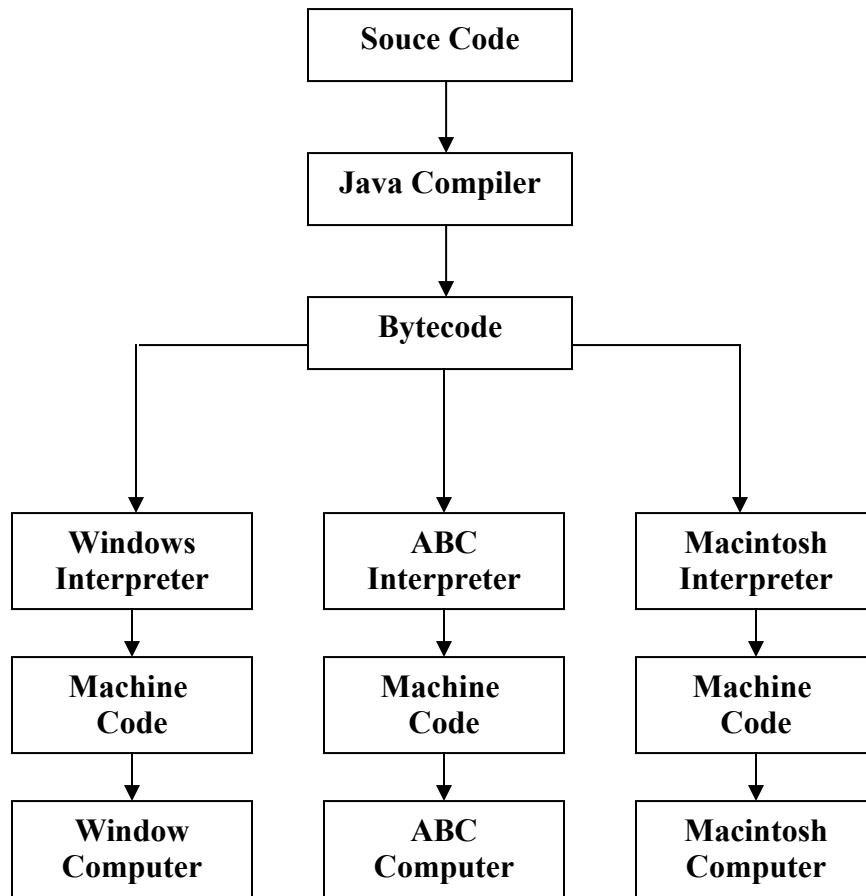 Souce Code
Java Compiler
Bytecode
Windows
Interpreter
ABC
Interpreter
Macintosh
Interpreter
Machine
Code
Machine
Code
Machine
Code
Window
Computer
ABC
Computer
Macintosh
Computer